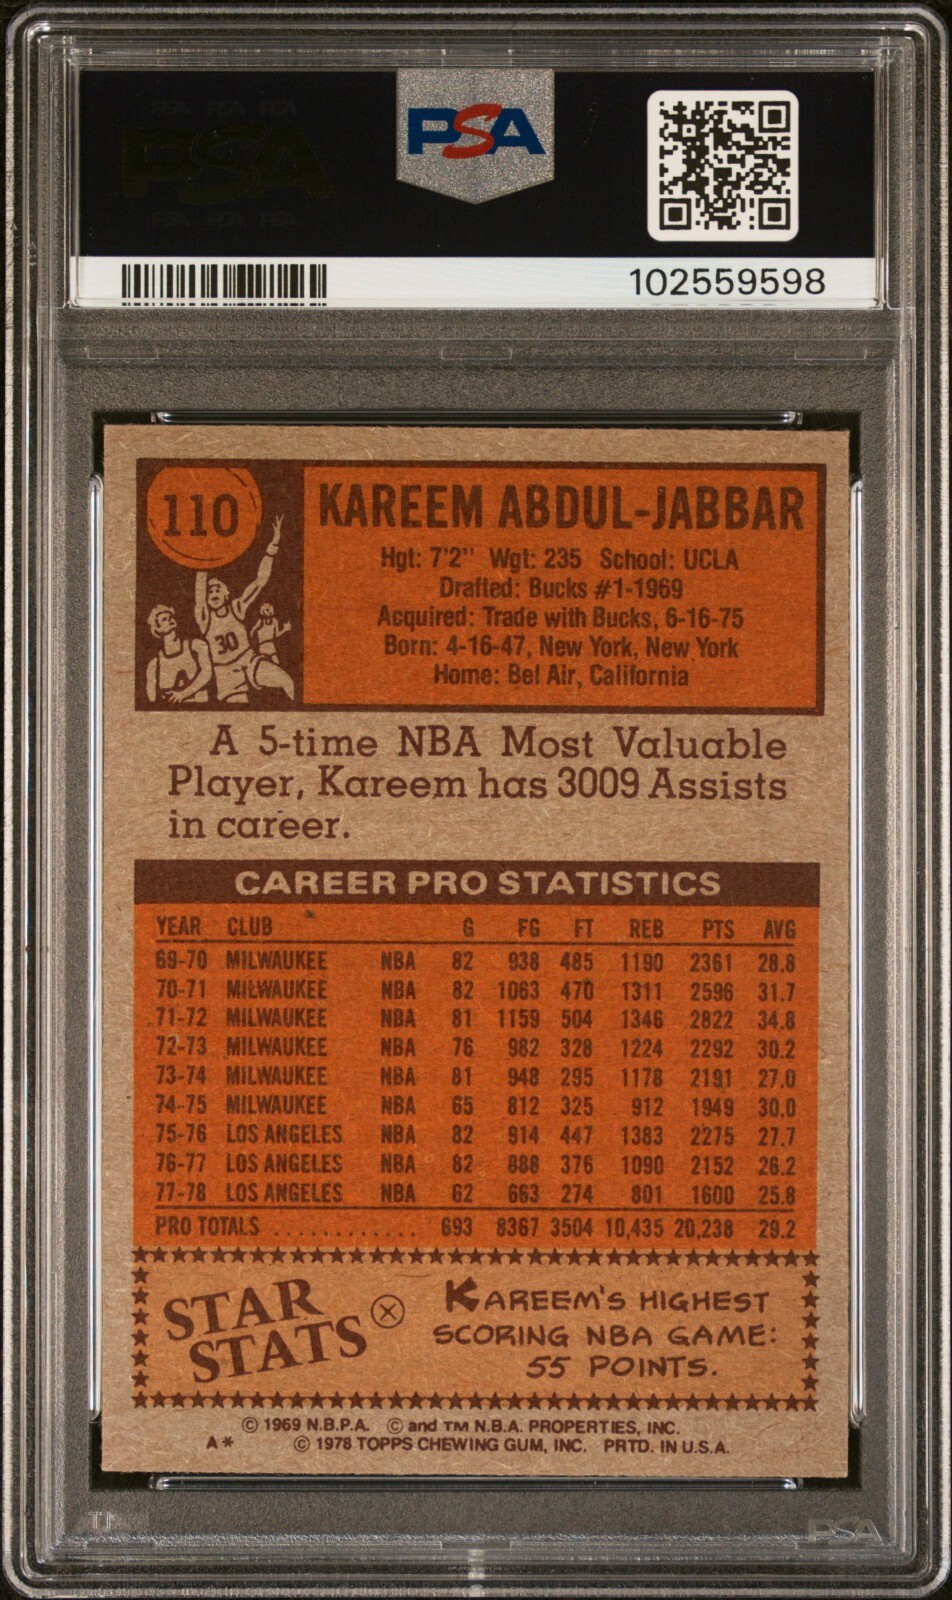 PSA
102559598
110
30
KAREEM ABDUL-JABBAR
Hgt: 7'2" Wgt: 235 School: UCLA
Drafted: Bucks #1-1969
Acquired: Trade with Bucks, 6-16-75
Born: 4-16-47, New York, New York
Home: Bel Air, California
A 5-time NBA Most Valuable
Player, Kareem has 3009 Assists
in career.
CAREER PRO STATISTICS
YEAR CLUB G FG FT REB PTS AVG
69-70 MILWAUKEE NBA 82 938 485 1190 2361 28.8
70-71 MILWAUKEE NBA 82 1063 470 1311 2596 31.7
71-72 MILWAUKEE NBA 81 1159 504 1346 2822 34.8
72-73 MILWAUKEE NBA 76 982 328 1224 2292 30.2
73-74 MILWAUKEE NBA 81 948 295 1178 2191 27.0
74-75 MILWAUKEE NBA 65 812 325 912 1949 30.0
75-76 LOS ANGELES NBA 82 914 447 1383 2275 27.7
76-77 LOS ANGELES NBA 82 888 376 1090 2152 26.2
77-78 LOS ANGELES NBA 62 663 274 801 1600 25.8
PRO TOTALS ............ 693 8367 3504 10,435 20,238 29.2
STAR
STATS
KAREEM'S HIGHEST
SCORING NBA GAME:
55 POINTS.
© 1969 N.B.P.A. © and TM N.B.A. PROPERTIES, INC.
A* © 1978 TOPPS CHEWING GUM, INC. PRTD. IN U.S.A.
PSA